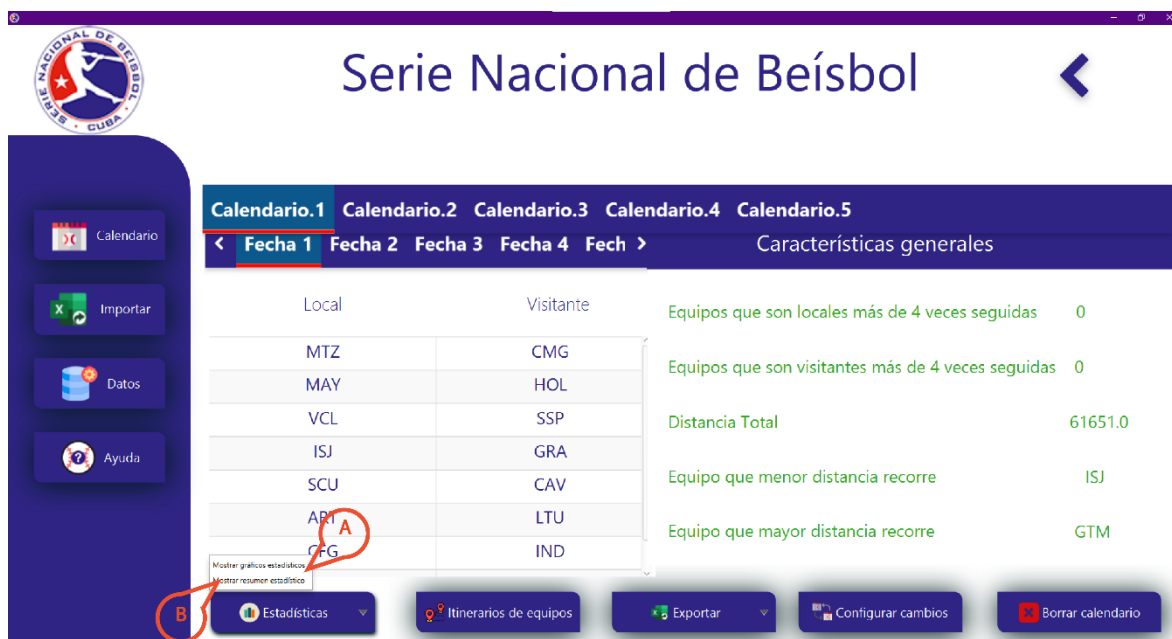 SERIE NACIONAL DE BEISBOL
CUBA
Serie Nacional de Beísbol
Calendario
Importar
Datos
Ayuda
Calendario.1 Calendario.2 Calendario.3 Calendario.4 Calendario.5
Fecha 1 Fecha 2 Fecha 3 Fecha 4 Fech
Características generales
Local Visitante
MTZ CMG
MAY HOL
VCL SSP
ISJ GRA
SCU CAV
ART LTU
CFG IND
Equipos que son locales más de 4 veces seguidas 0
Equipos que son visitantes más de 4 veces seguidas 0
Distancia Total 61651.0
Equipo que menor distancia recorre ISJ
Equipo que mayor distancia recorre GTM
A
Mostrar gráficos estadísticos
Mostrar resumen estadístico
B
Estadísticas
Itinerarios de equipos
Exportar
Configurar cambios
Borrar calendario